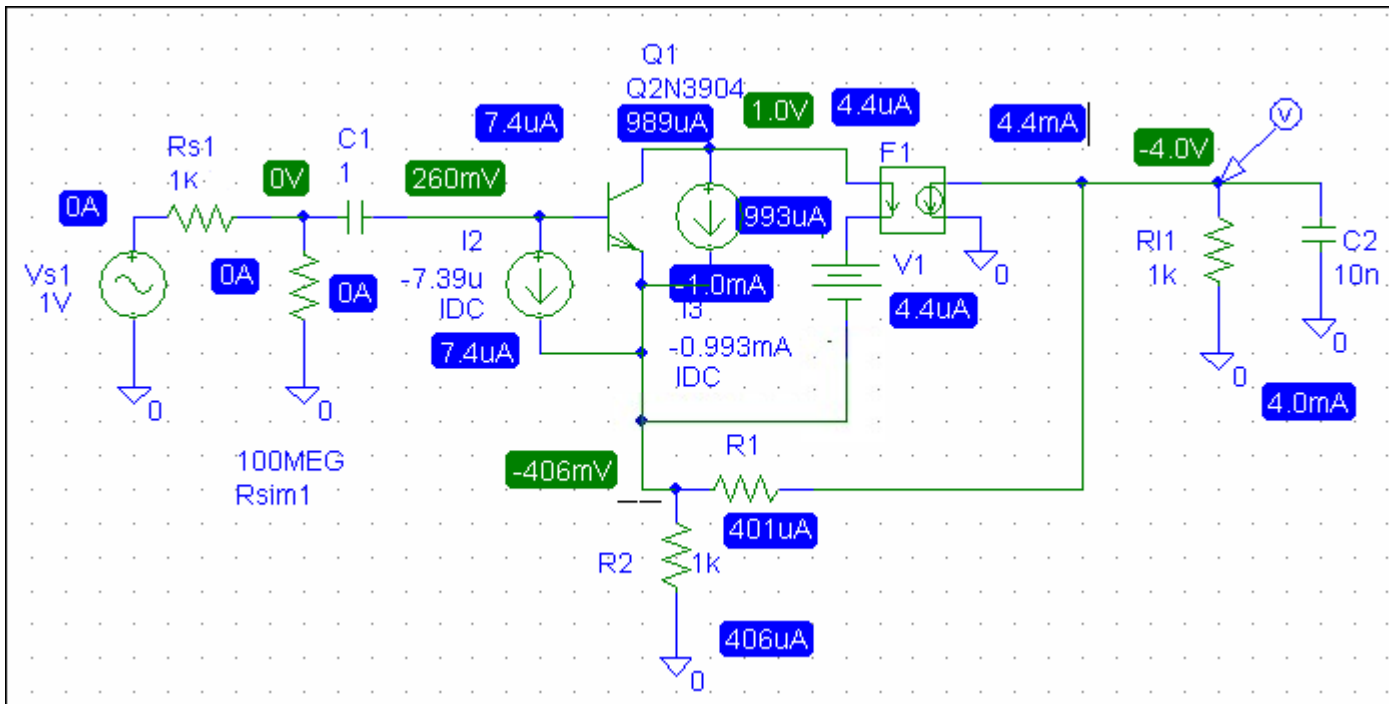 Q1
Q2N3904
7.4uA
989uA
1.0V
4.4uA
4.4mA
V
-4.0V
Rs1
1k
C1
1
0V
260mV
F1
0A
I2
993uA
Rl1
1k
C2
10n
Vs1
1V
0A
0A
-7.39u
IDC
-1.0mA
I3
V1
4.4uA
0
0
7.4uA
-0.993mA
IDC
0
0
0
4.0mA
100MEG
Rsim1
-406mV
R1
401uA
R2
1k
406uA
0